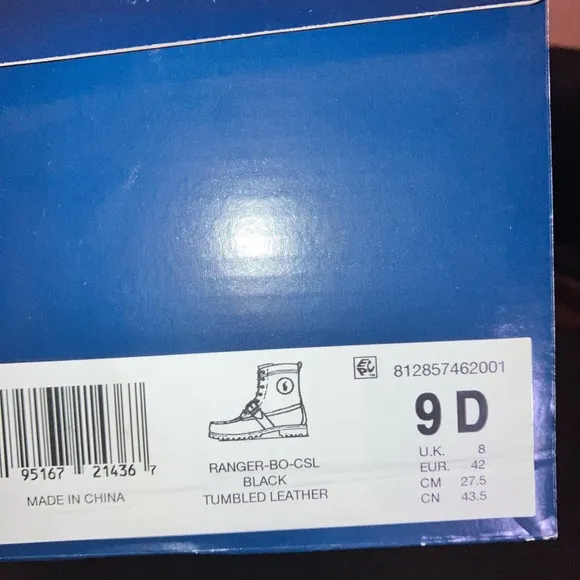 812857462001
9 D
U.K. 8
EUR. 42
CM 27.5
CN 43.5
RANGER-BO-CSL
BLACK
TUMBLED LEATHER
95167 21436 7
MADE IN CHINA